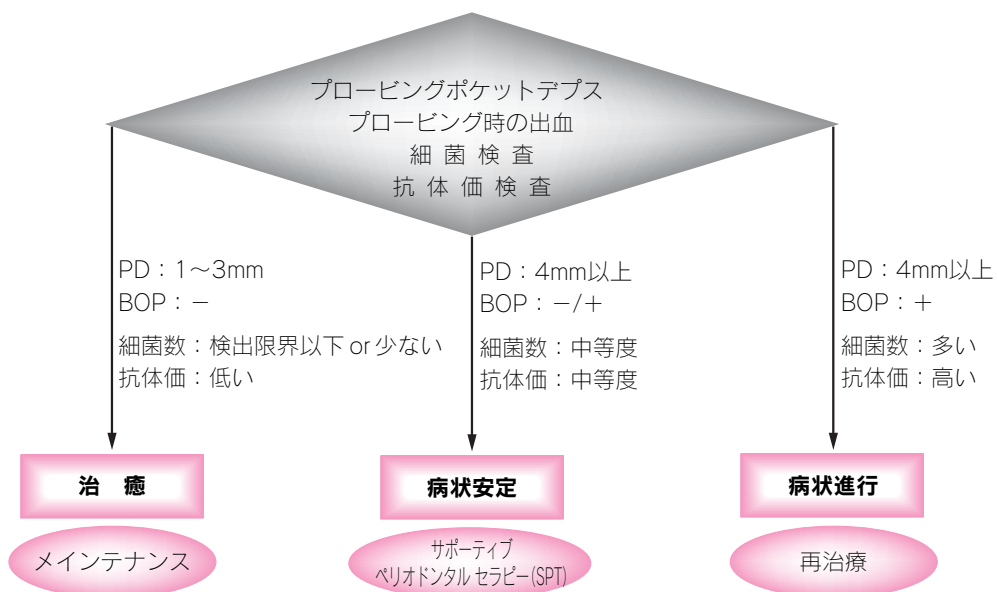 プロービングポケットデプス
プロービング時の出血
細 菌 検 査
抗 体 価 検 査
PD：1〜3mm
BOP：−
細菌数：検出限界以下 or 少ない
抗体価：低い
PD：4mm以上
BOP：−/+
細菌数：中等度
抗体価：中等度
PD：4mm以上
BOP：+
細菌数：多い
抗体価：高い
治 癒
病状安定
病状進行
メインテナンス
サポーティブ
ペリオドンタル セラピー(SPT)
再治療